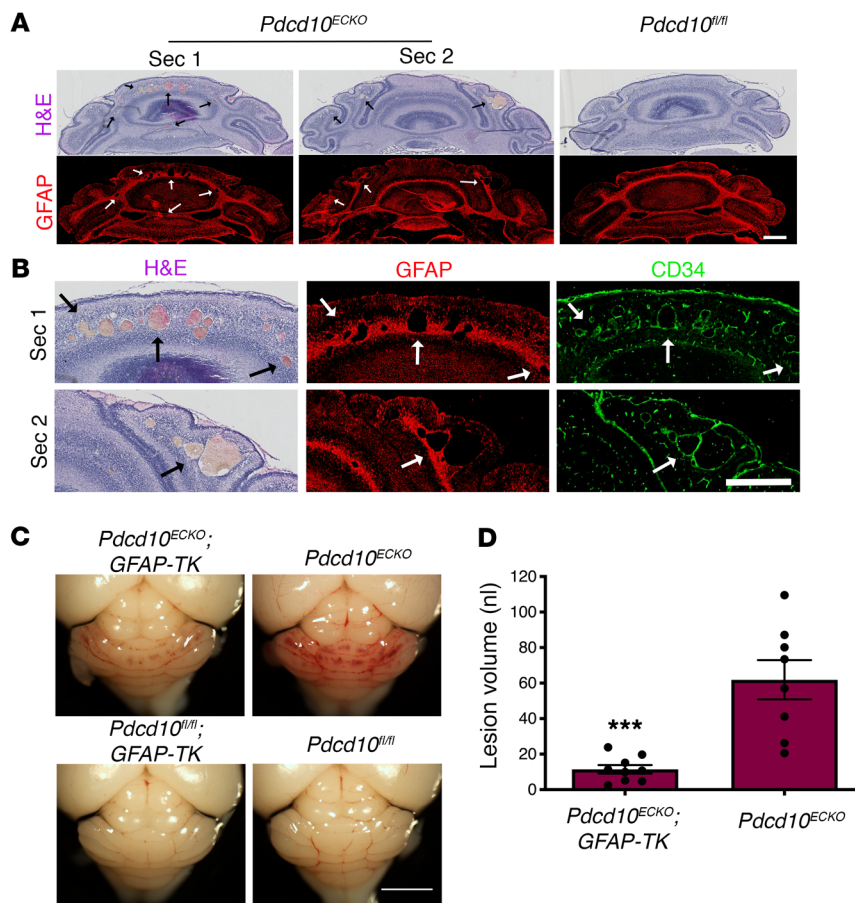 A
Pdcd10ECKO
Pdcd10fl/fl
Sec 1
Sec 2
H&E
GFAP
B
H&E
GFAP
CD34
Sec 1
Sec 2
C
Pdcd10ECKO;
GFAP-TK
Pdcd10ECKO
Pdcd10fl/fl;
GFAP-TK
Pdcd10fl/fl
D
Lesion volume (nl)
120
100
80
60
40
20
0
***
Pdcd10ECKO;
GFAP-TK
Pdcd10ECKO